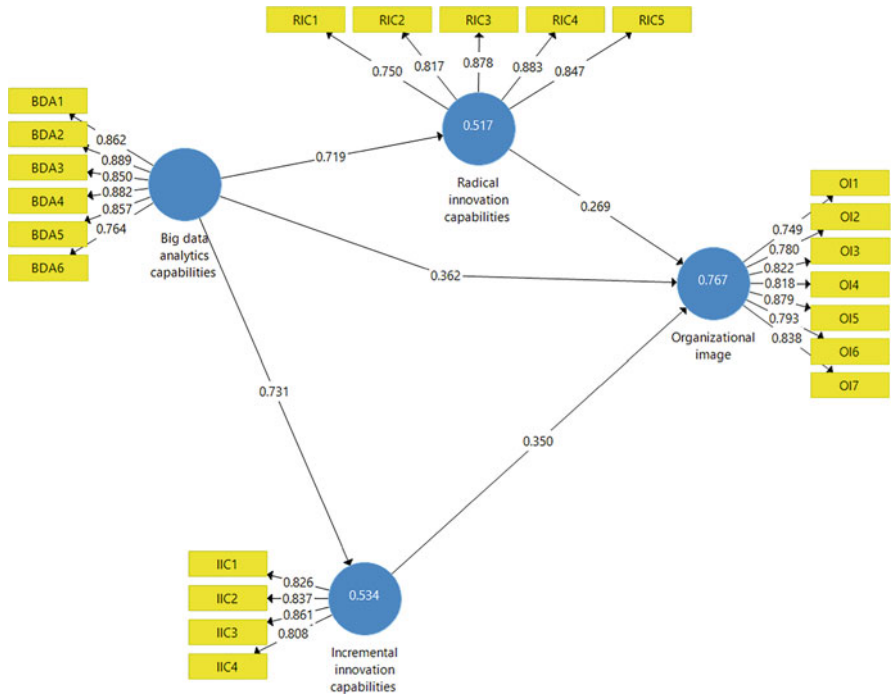 RIC1
RIC2
RIC3
RIC4
RIC5
0.750
0.817
0.878
0.883
0.847
BDA1
BDA2
BDA3
BDA4
BDA5
BDA6
0.862
0.889
0.850
0.882
0.857
0.764
Big data
analytics
capabilities
0.719
0.517
Radical
innovation
capabilities
0.269
0.362
0.767
Organizational
image
OI1
OI2
OI3
OI4
OI5
OI6
OI7
0.749
0.780
0.822
0.818
0.879
0.793
0.838
0.731
0.350
IIC1
IIC2
IIC3
IIC4
0.826
0.837
0.861
0.808
0.534
Incremental
innovation
capabilities